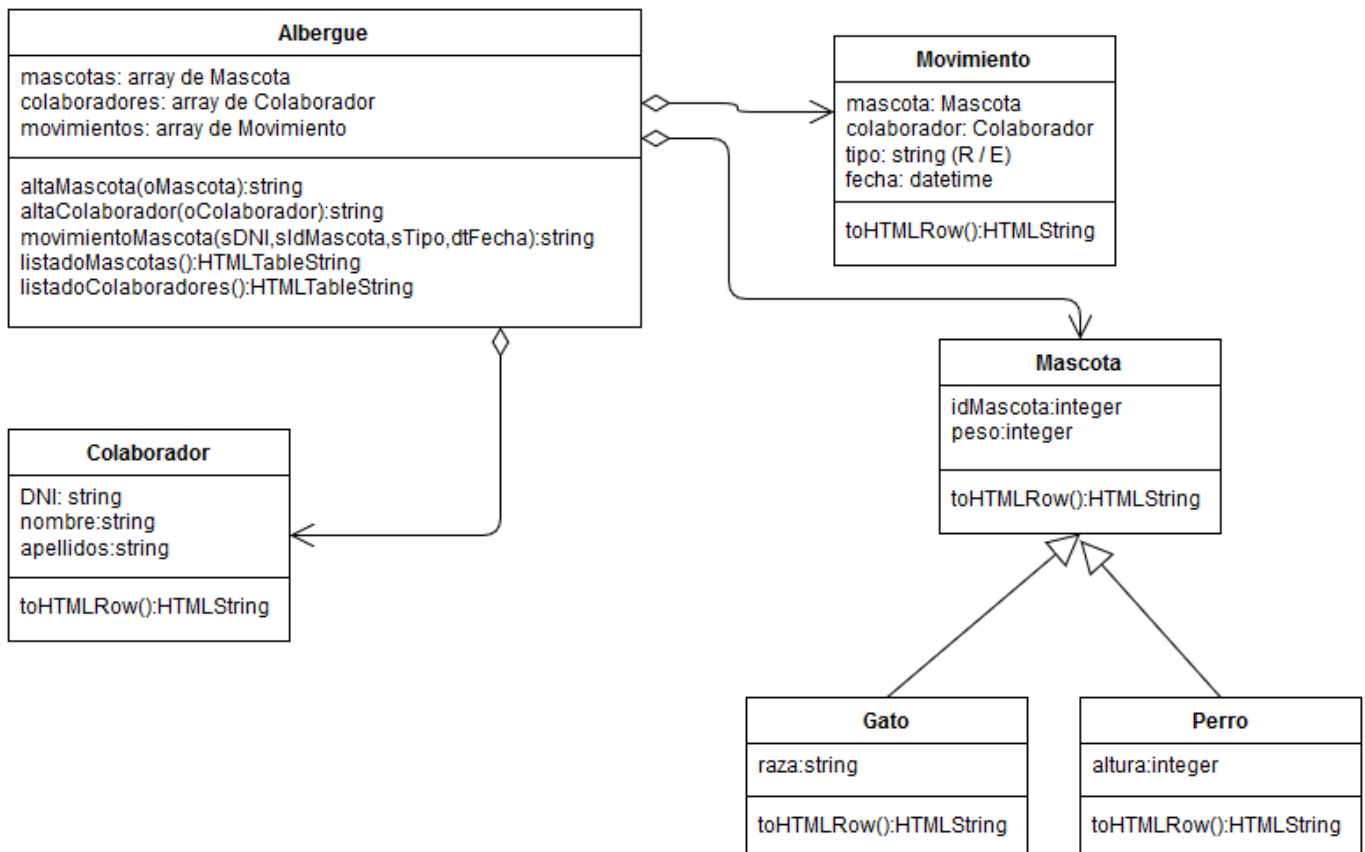 Albergue
mascotas: array de Mascota
colaboradores: array de Colaborador
movimientos: array de Movimiento
altaMascota(oMascota):string
altaColaborador(oColaborador):string
movimientoMascota(sDNI,sIdMascota,sTipo,dtFecha):string
listadoMascotas():HTMLTableString
listadoColaboradores():HTMLTableString
Movimiento
mascota: Mascota
colaborador: Colaborador
tipo: string (R / E)
fecha: datetime
toHTMLRow():HTMLString
Mascota
idMascota:integer
peso:integer
toHTMLRow():HTMLString
Colaborador
DNI: string
nombre:string
apellidos:string
toHTMLRow():HTMLString
Gato
raza:string
toHTMLRow():HTMLString
Perro
altura:integer
toHTMLRow():HTMLString